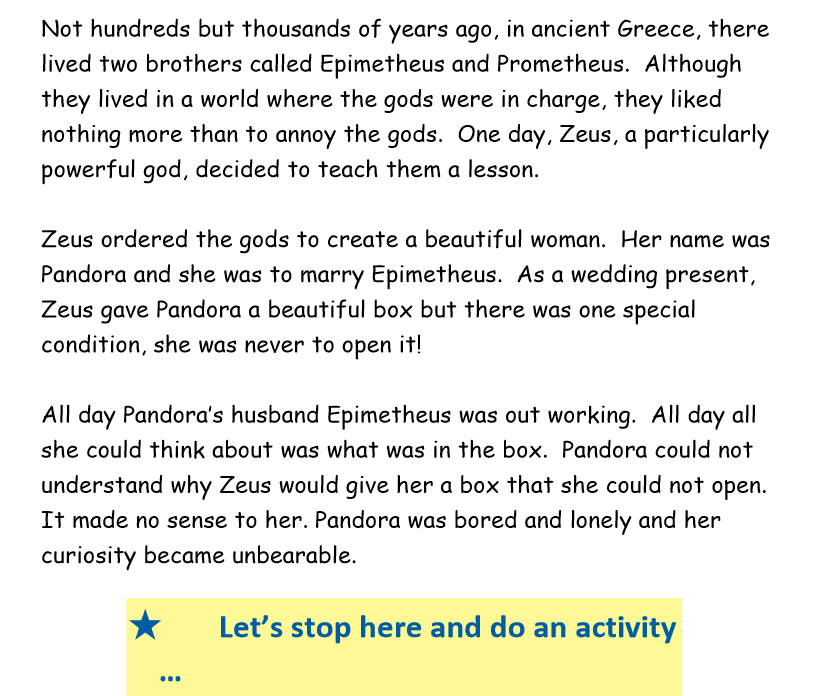 Not hundreds but thousands of years ago, in ancient Greece, there
lived two brothers called Epimetheus and Prometheus.  Although
they lived in a world where the gods were in charge, they liked
nothing more than to annoy the gods.  One day, Zeus, a particularly
powerful god, decided to teach them a lesson.
Zeus ordered the gods to create a beautiful woman.  Her name was
Pandora and she was to marry Epimetheus.  As a wedding present,
Zeus gave Pandora a beautiful box but there was one special
condition, she was never to open it!
All day Pandora’s husband Epimetheus was out working.  All day all
she could think about was what was in the box.  Pandora could not
understand why Zeus would give her a box that she could not open.
It made no sense to her. Pandora was bored and lonely and her
curiosity became unbearable.
★ Let’s stop here and do an activity
…